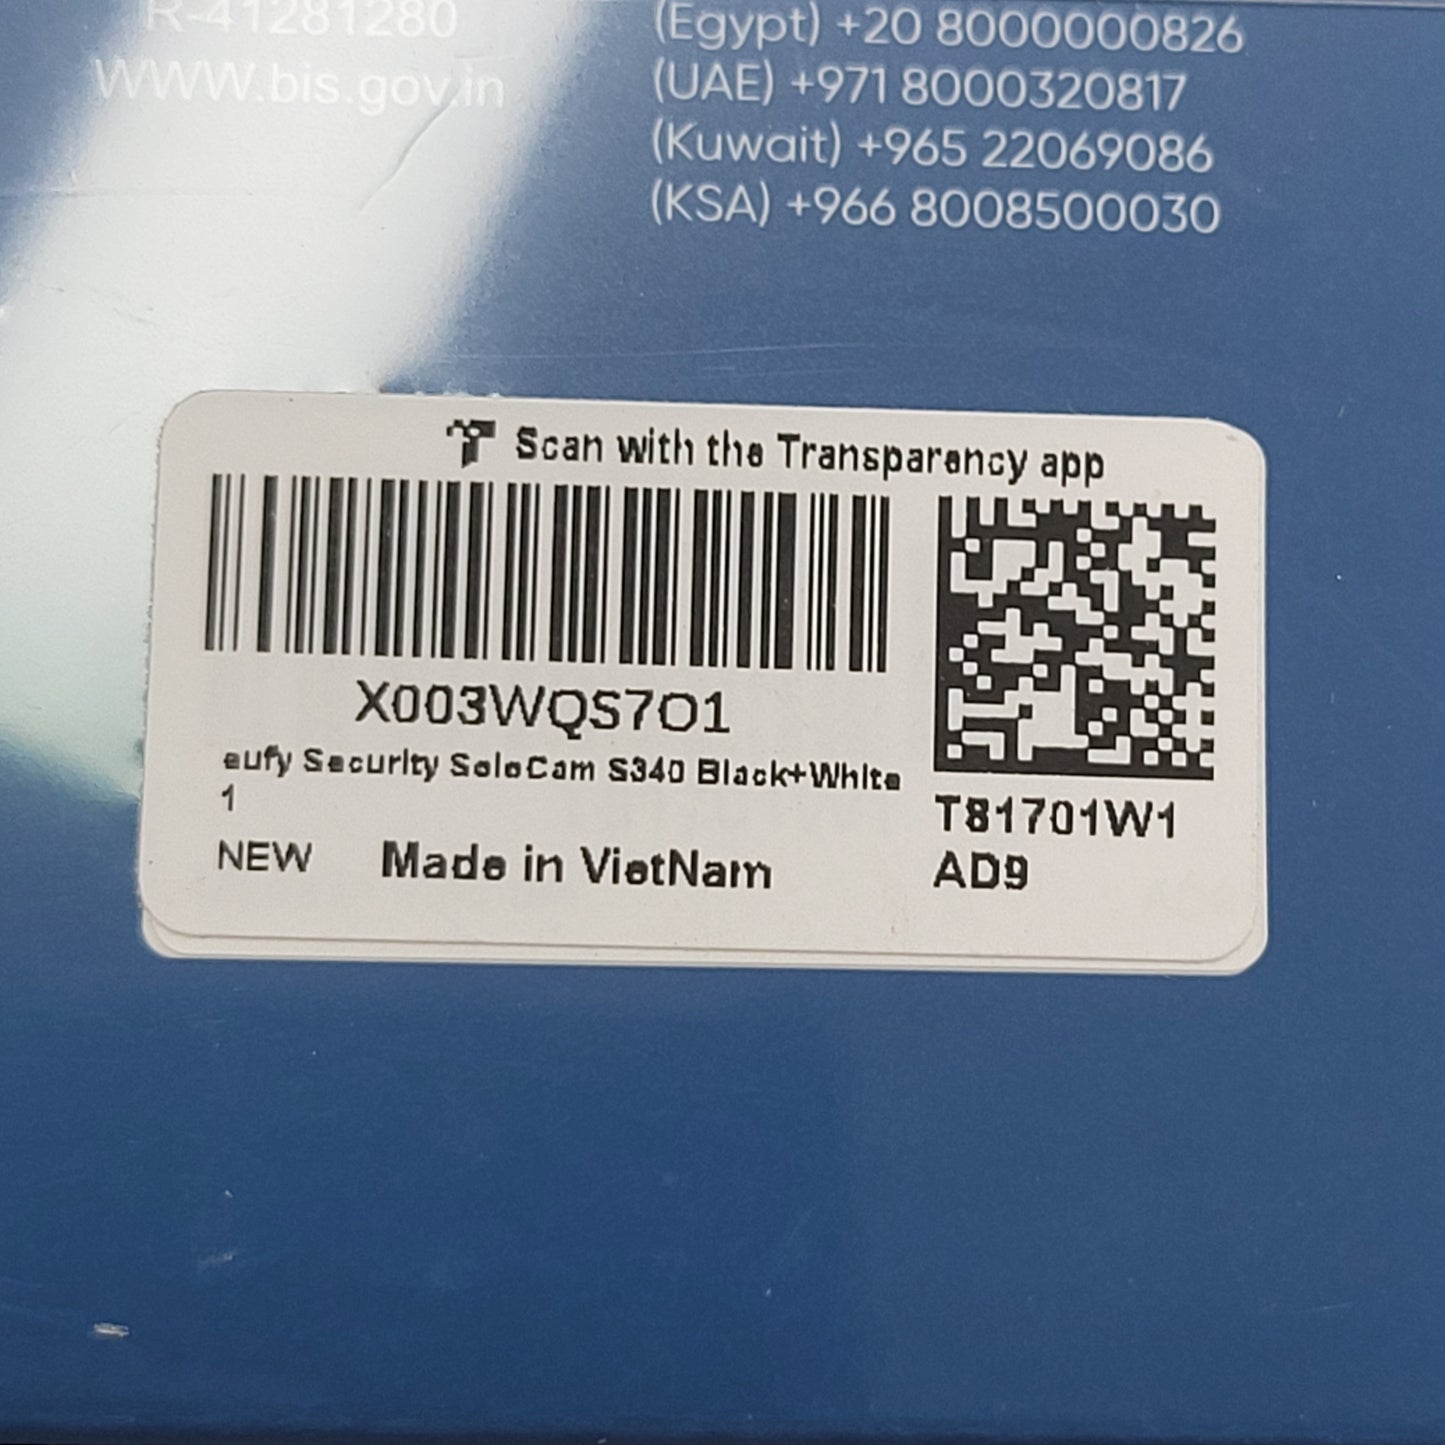 R-41281280
WWW.bis.gov.in
(Egypt) +20 8000000826
(UAE) +971 8000320817
(Kuwait) +965 22069086
(KSA) +966 8008500030
Scan with the Transparency app
X003WQS7O1
eufy Security SoloCam S340 Black+White
1
NEW Made in VietNam
T81701W1
AD9